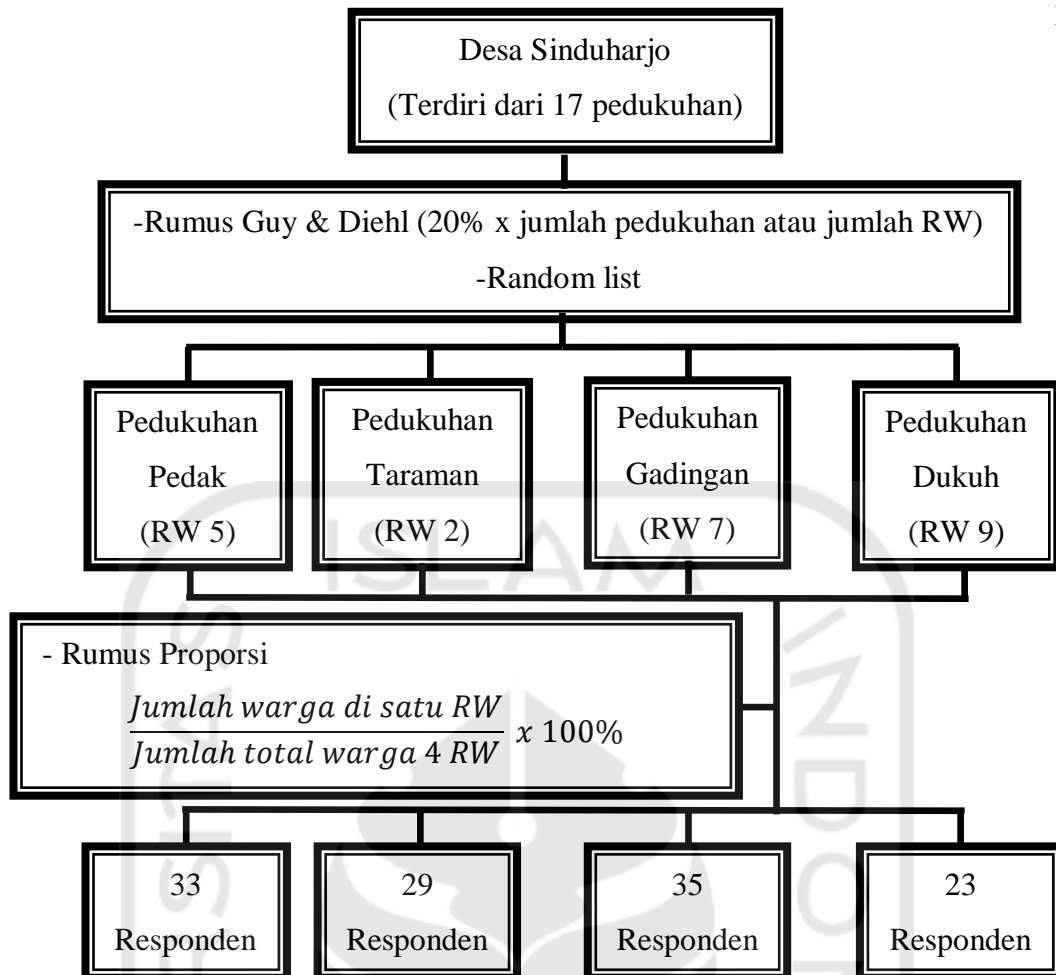 Desa Sinduharjo
(Terdiri dari 17 pedukuhan)
-Rumus Guy & Diehl (20% x jumlah pedukuhan atau jumlah RW)
-Random list
Pedukuhan
Pedak
(RW 5)
Pedukuhan
Taraman
(RW 2)
Pedukuhan
Gadingan
(RW 7)
Pedukuhan
Dukuh
(RW 9)
ISLAM
- Rumus Proporsi
Jumlah warga di satu RW
Jumlah total warga 4 RW
x 100%
33
Responden
29
Responden
35
Responden
23
Responden